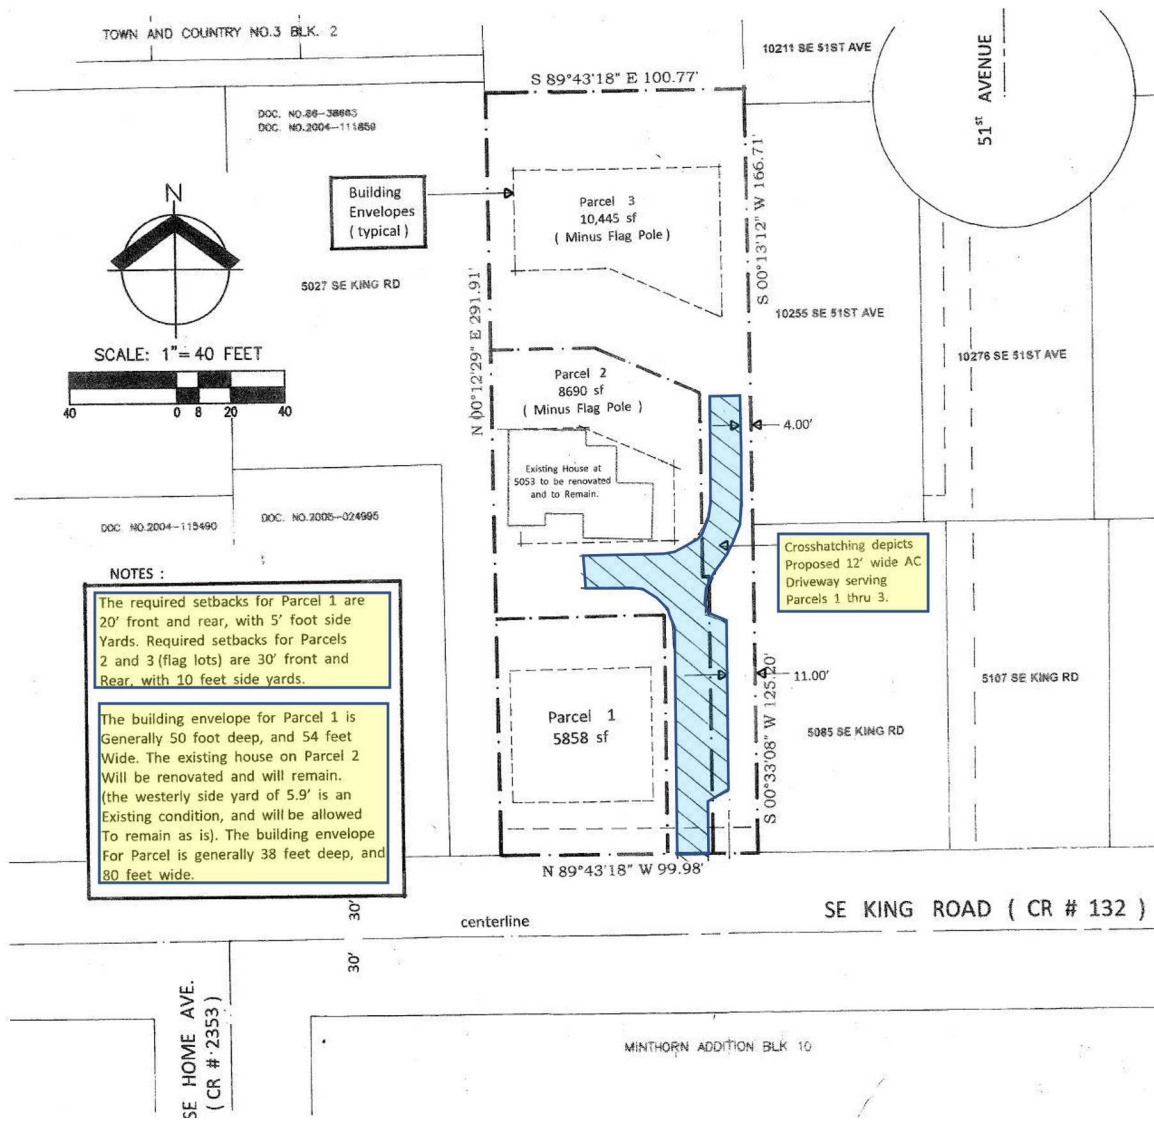 TOWN AND COUNTRY NO.3 BLK. 2
10211 SE 51ST AVE
51ST AVENUE
S 89°43'18" E 100.77'
DOC. NO.86-38663
DOC. NO.2004-111859
N
Building
Envelopes
( typical )
Parcel 3
10,445 sf
( Minus Flag Pole )
S 00°13'12" W 166.71'
5027 SE KING RD
N 00°12'29" E 291.91'
10255 SE 51ST AVE
10276 SE 51ST AVE
SCALE: 1"= 40 FEET
40 0 8 20 40
Parcel 2
8690 sf
( Minus Flag Pole )
4.00'
Existing House at
5053 to be renovated
and to Remain.
DOC. NO.2004-115490
DOC. NO.2005-024995
Crosshatching depicts
Proposed 12' wide AC
Driveway serving
Parcels 1 thru 3.
NOTES :
The required setbacks for Parcel 1 are
20' front and rear, with 5' foot side
Yards. Required setbacks for Parcels
2 and 3 (flag lots) are 30' front and
Rear, with 10 feet side yards.
The building envelope for Parcel 1 is
Generally 50 foot deep, and 54 feet
Wide. The existing house on Parcel 2
Will be renovated and will remain.
(the westerly side yard of 5.9' is an
Existing condition, and will be allowed
To remain as is). The building envelope
For Parcel is generally 38 feet deep, and
80 feet wide.
Parcel 1
5858 sf
11.00'
S 00°33'08" W 125.20'
5107 SE KING RD
5085 SE KING RD
N 89°43'18" W 99.98'
30'
centerline
SE KING ROAD ( CR # 132 )
30'
SE HOME AVE.
( CR # 2353 )
MINTHORN ADDITION BLK 10